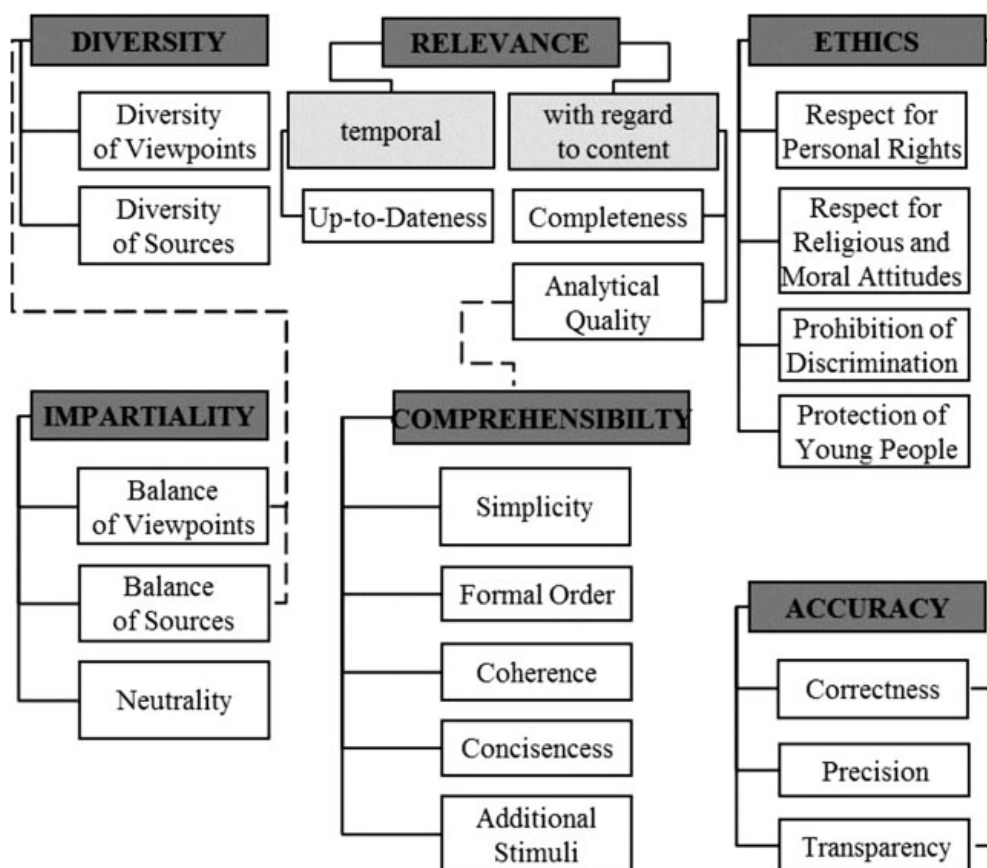 DIVERSITY
Diversity
of Viewpoints
Diversity
of Sources
RELEVANCE
temporal
with regard
to content
Up-to-Dateness
Completeness
Analytical
Quality
ETHICS
Respect for
Personal Rights
Respect for
Religious and
Moral Attitudes
Prohibition of
Discrimination
Protection of
Young People
IMPARTIALITY
Balance
of Viewpoints
Balance
of Sources
Neutrality
COMPREHENSIBILTY
Simplicity
Formal Order
Coherence
Concisencess
Additional
Stimuli
ACCURACY
Correctness
Precision
Transparency